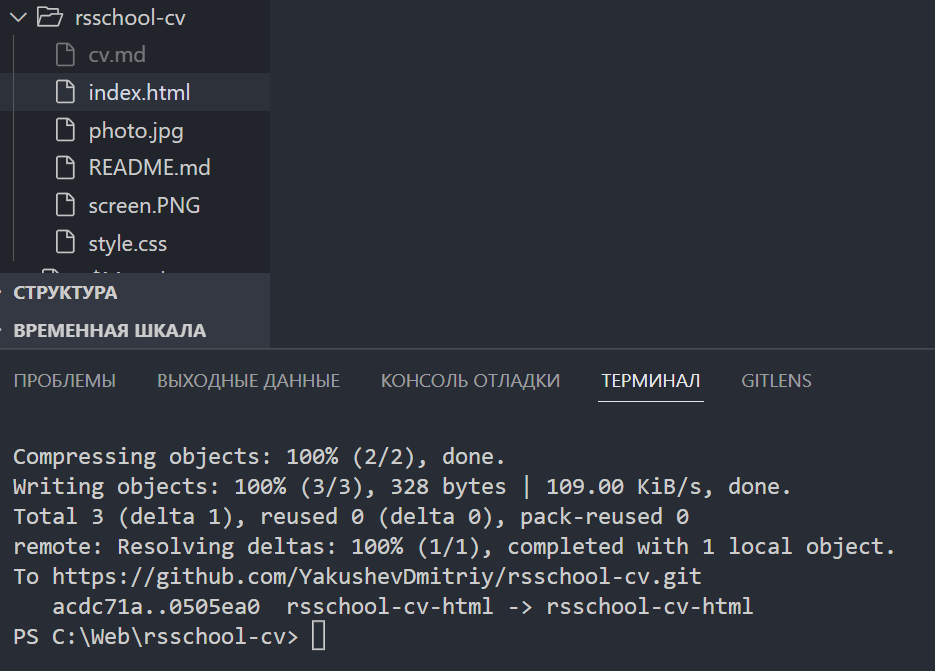 rsschool-cv
cv.md
index.html
photo.jpg
README.md
screen.PNG
style.css
СТРУКТУРА
ВРЕМЕННАЯ ШКАЛА
ПРОБЛЕМЫ ВЫХОДНЫЕ ДАННЫЕ КОНСОЛЬ ОТЛАДКИ ТЕРМИНАЛ GITLENS
Compressing objects: 100% (2/2), done.
Writing objects: 100% (3/3), 328 bytes | 109.00 KiB/s, done.
Total 3 (delta 1), reused 0 (delta 0), pack-reused 0
remote: Resolving deltas: 100% (1/1), completed with 1 local object.
To https://github.com/YakushevDmitriy/rsschool-cv.git
   acdc71a..0505ea0  rsschool-cv-html -> rsschool-cv-html
PS C:\Web\rsschool-cv>